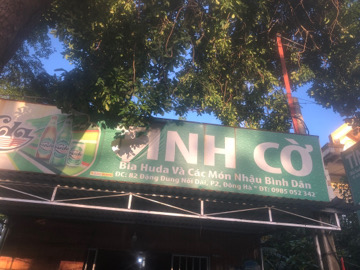 INH CỜ
Bia Huda Và Các Món Nhậu Bình Dân
ĐC: 82 Đặng Dung Nối Dài, P2, Đông Hà * ĐT: 0905 052 342